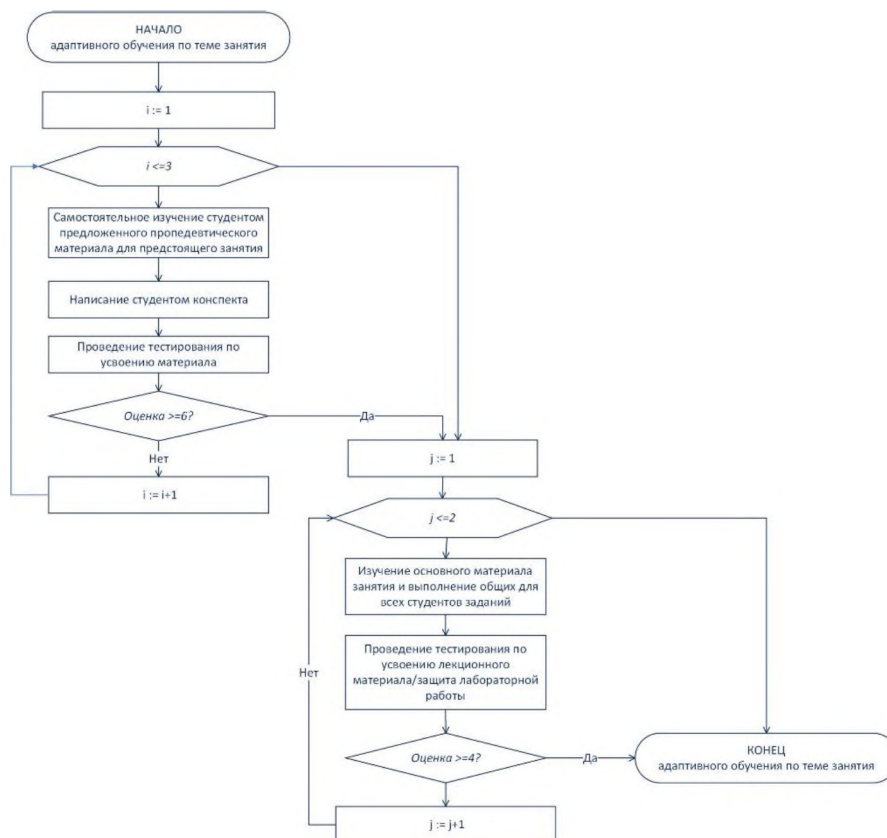 НАЧАЛО
адаптивного обучения по теме занятия
i := 1
i <=3
Самостоятельное изучение студентом
предложенного пропедевтического
материала для предстоящего занятия
Написание студентом конспекта
Проведение тестирования по
усвоению материала
Оценка >=6?
Да
Нет
i := i+1
j := 1
j <=2
Изучение основного материала
занятия и выполнение общих для
всех студентов заданий
Проведение тестирования по
усвоению лекционного
материала/защита лабораторной
работы
Нет
Оценка >=4?
Да
КОНЕЦ
адаптивного обучения по теме занятия
j := j+1